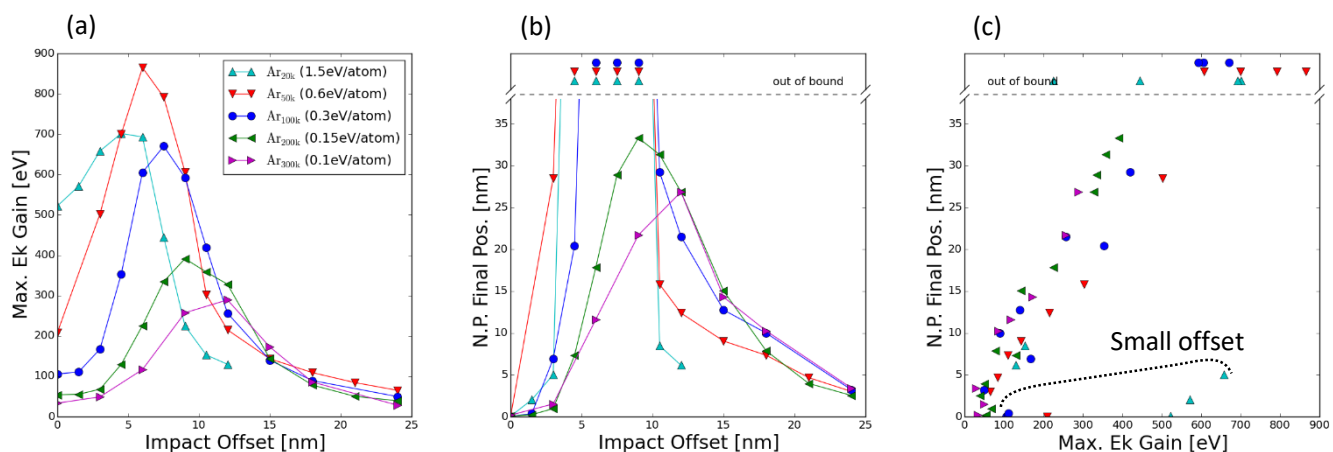 (a)
Max. Ek Gain [eV]
900
800
700
600
500
400
300
200
100
0
0 5 10 15 20 25
Impact Offset [nm]
Ar20k (1.5eV/atom)
Ar50k (0.6eV/atom)
Ar100k (0.3eV/atom)
Ar200k (0.15eV/atom)
Ar300k (0.1eV/atom)
(b)
N.P. Final Pos. [nm]
out of bound
35
30
25
20
15
10
5
0
0 5 10 15 20 25
Impact Offset [nm]
(c)
N.P. Final Pos. [nm]
out of bound
35
30
25
20
15
10
5
0
Small offset
0 100 200 300 400 500 600 700 800 900
Max. Ek Gain [eV]